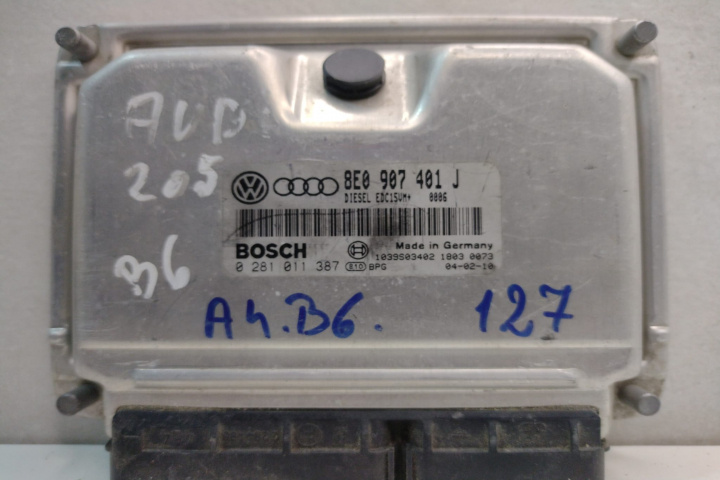 AUD
205
B6
8E0 907 401 J
DIESEL EDC15VM+ 0006
BOSCH
Made in Germany
1039S03402 1803 0073
0 281 011 387 810 BPG 04-02-10
A4.B6. 127